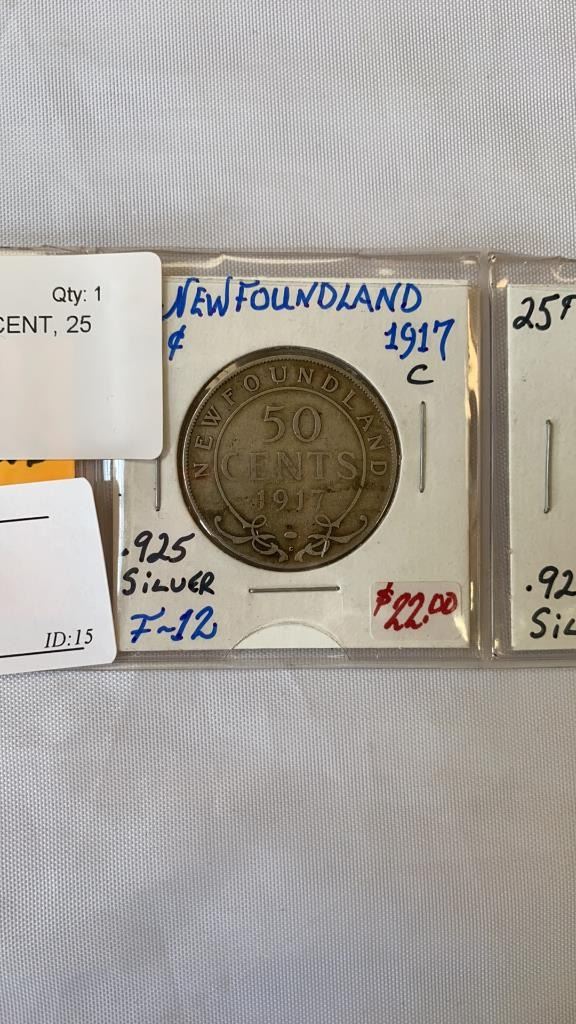 Qty: 1
CENT, 25
ID:15
NEWFOUNDLAND
¢ 1917
C
NEWFOUNDLAND
50
CENTS
1917
C
.925
SILVER
F-12
$22.00
25¢
.92
SIL